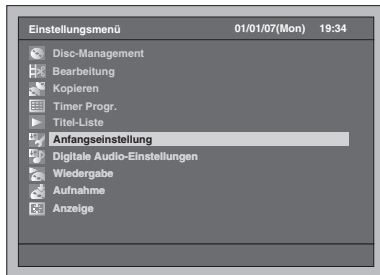 Einstellungsmenü 01/01/07(Mon) 19:34
Disc-Management
Bearbeitung
Kopieren
Timer Progr.
Titel-Liste
Anfangseinstellung
Digitale Audio-Einstellungen
Wiedergabe
Aufnahme
Anzeige